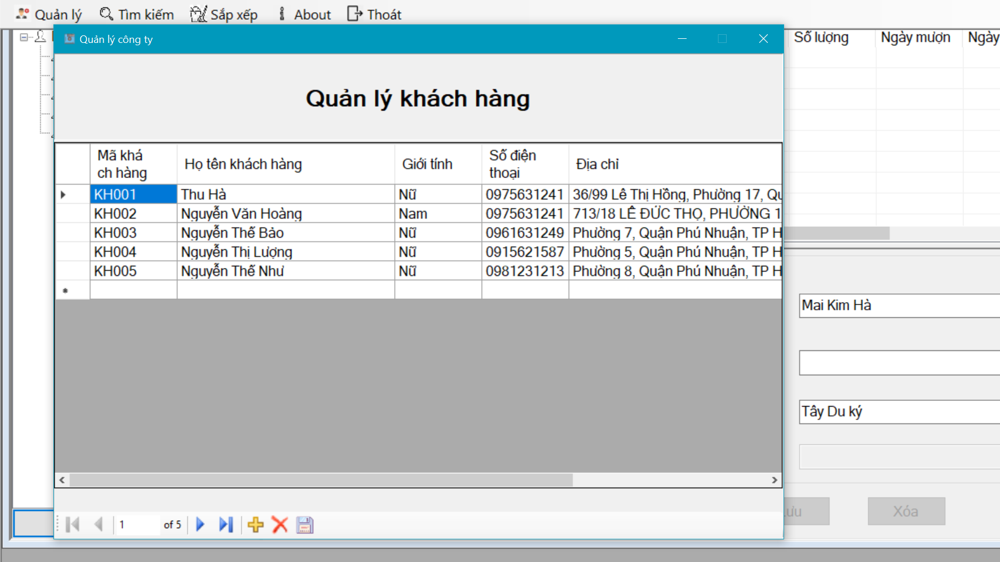 Quản lý Tìm kiếm Sắp xếp About Thoát
Quản lý công ty
Số lượng Ngày mượn Ngày
Quản lý khách hàng
Mã khá
ch hàng
Họ tên khách hàng
Giới tính
Số điện
thoại
Địa chỉ
KH001 Thu Hà Nữ 0975631241 36/99 Lê Thị Hồng, Phường 17, Qu
KH002 Nguyễn Văn Hoàng Nam 0975631241 713/18 LÊ ĐỨC THỌ, PHƯỜNG 1
KH003 Nguyễn Thế Bảo Nữ 0961631249 Phường 7, Quận Phú Nhuận, TP H
KH004 Nguyễn Thị Lượng Nữ 0915621587 Phường 5, Quận Phú Nhuận, TP H
KH005 Nguyễn Thế Như Nữ 0981231213 Phường 8, Quận Phú Nhuận, TP H
Mai Kim Hà
Tây Du ký
ưu Xóa
1 of 5